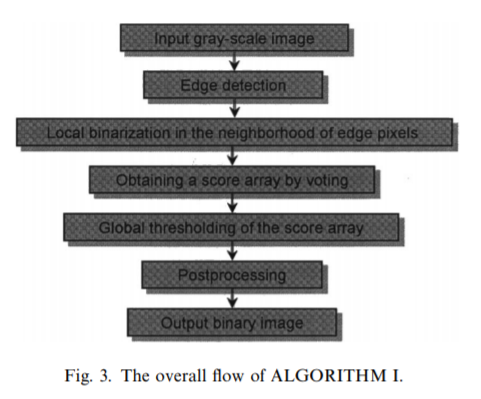 Input gray-scale image
Edge detection
Local binarization in the neighborhood of edge pixels
Obtaining a score array by voting
Global thresholding of the score array
Postprocessing
Output binary image
Fig. 3. The overall flow of ALGORITHM I.